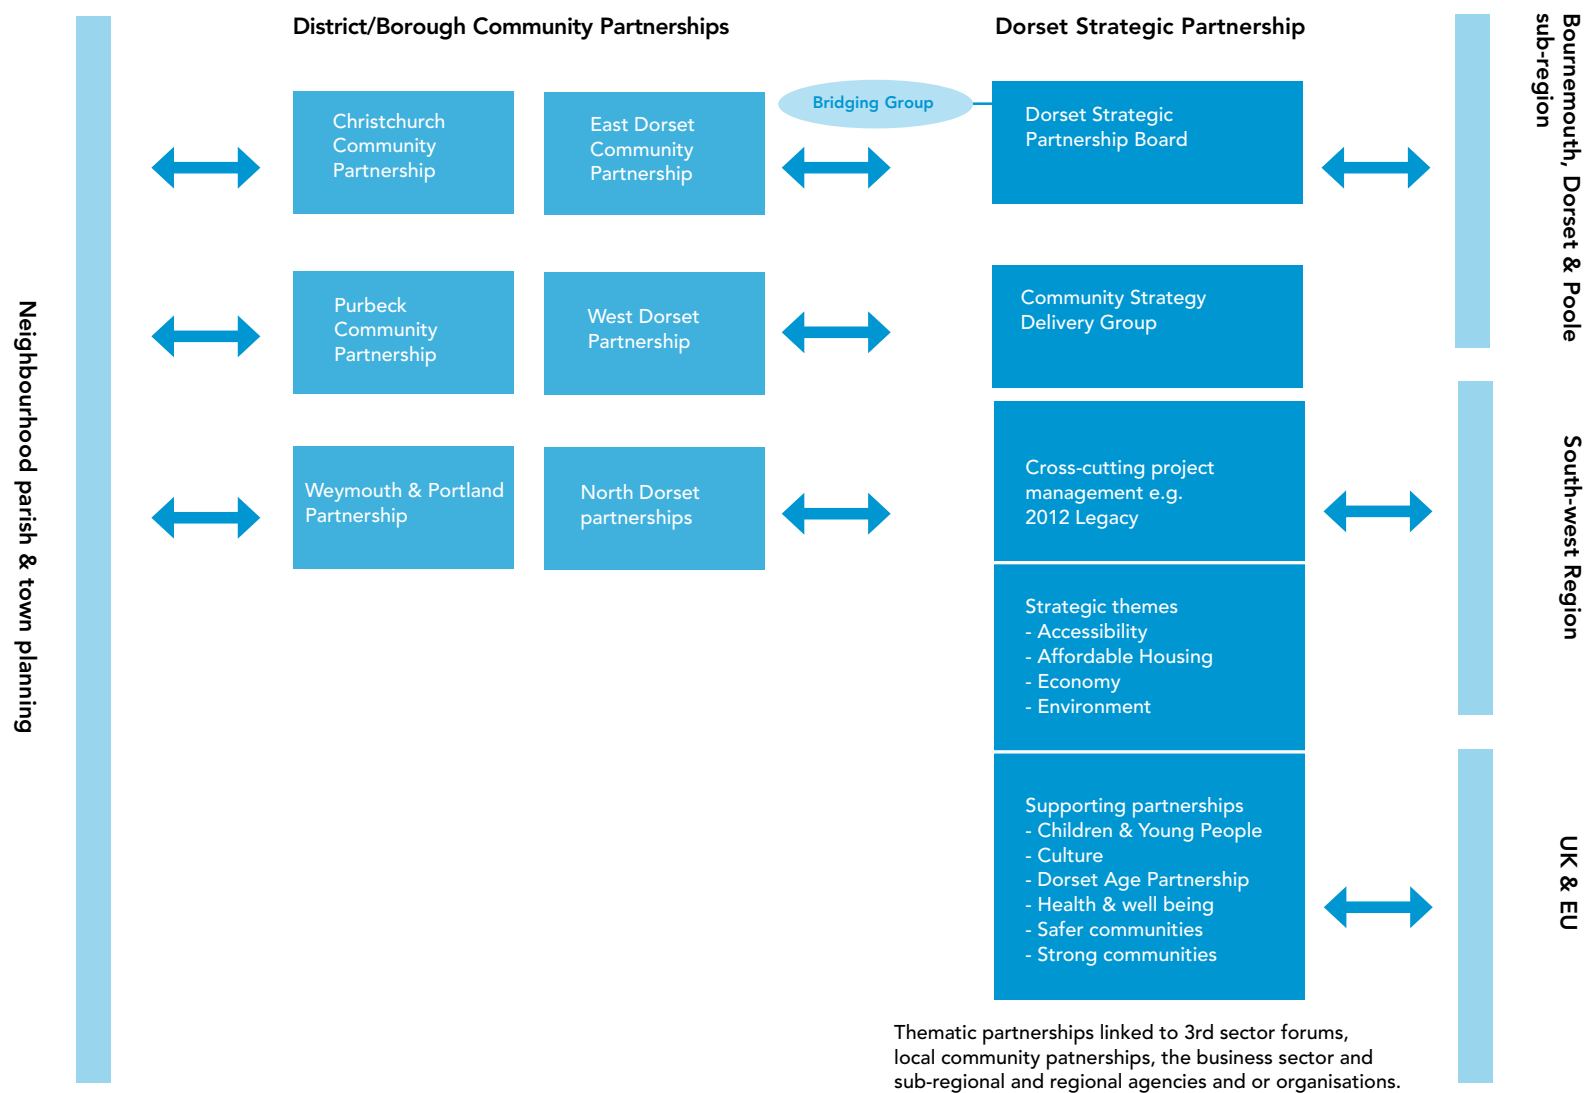 District/Borough Community Partnerships
Dorset Strategic Partnership
Neighbourhood parish & town planning
Christchurch
Community
Partnership
East Dorset
Community
Partnership
Bridging Group
Dorset Strategic
Partnership Board
Bournemouth, Dorset & Poole
sub-region
Purbeck
Community
Partnership
West Dorset
Partnership
Community Strategy
Delivery Group
Weymouth & Portland
Partnership
North Dorset
partnerships
Cross-cutting project
management e.g.
2012 Legacy
South-west Region
Strategic themes
- Accessibility
- Affordable Housing
- Economy
- Environment
Supporting partnerships
- Children & Young People
- Culture
- Dorset Age Partnership
- Health & well being
- Safer communities
- Strong communities
UK & EU
Thematic partnerships linked to 3rd sector forums,
local community patnerships, the business sector and
sub-regional and regional agencies and or organisations.